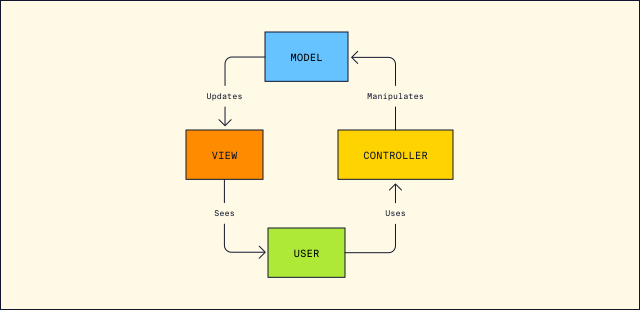 MODEL
Updates
Manipulates
VIEW
CONTROLLER
Sees
Uses
USER